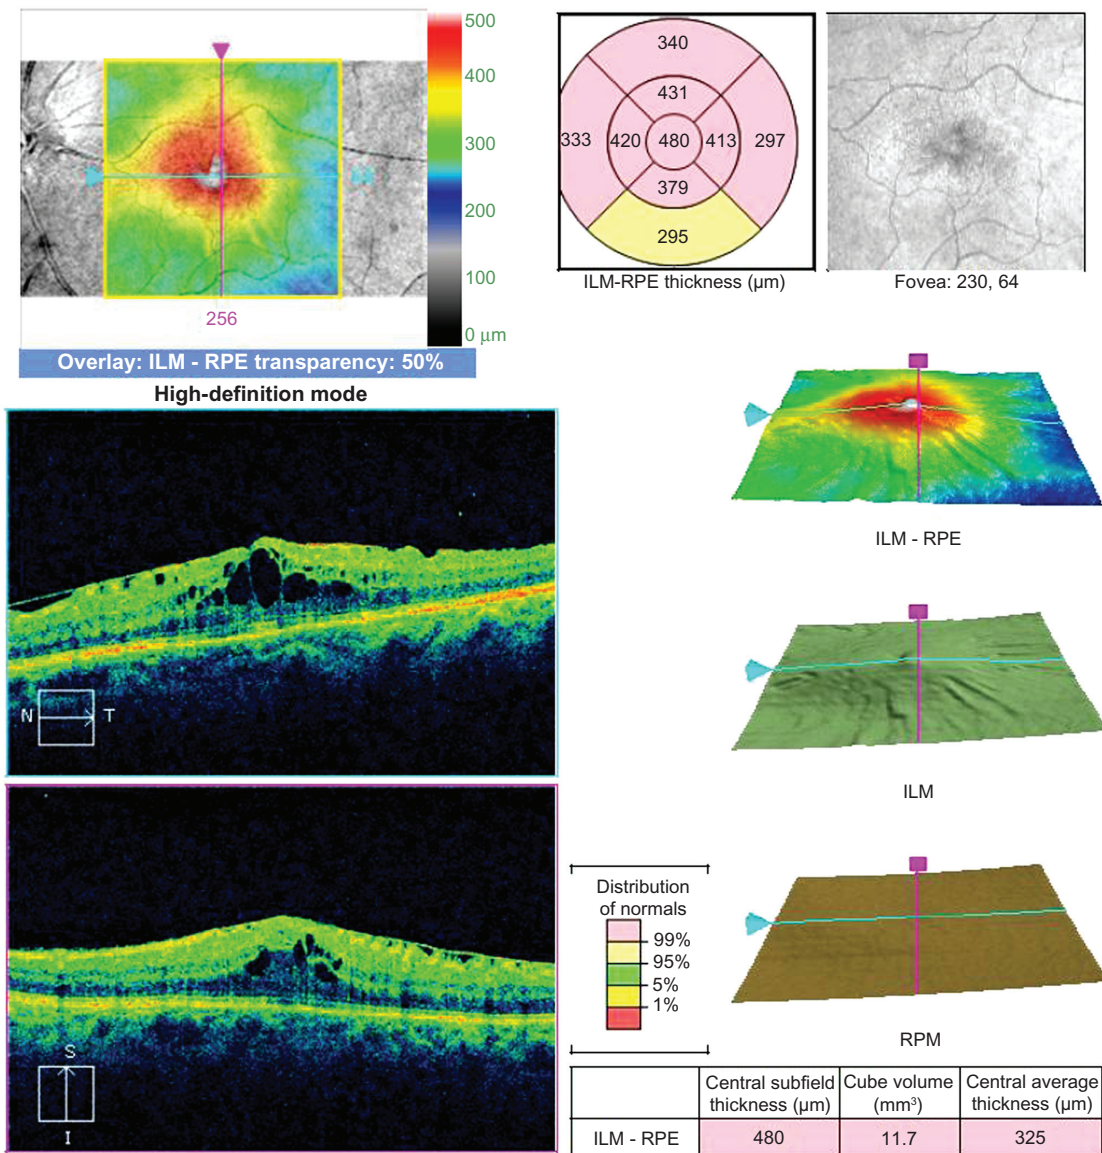 500
400
300
200
100
0 µm
256
Overlay: ILM - RPE transparency: 50%
340
431
333
420
480
413
297
379
295
ILM-RPE thickness (µm)
Fovea: 230, 64
High-definition mode
N
T
S
I
ILM - RPE
ILM
RPM
Distribution
of normals
99%
95%
5%
1%
Central subfield
thickness (µm)
Cube volume
(mm³)
Central average
thickness (µm)
ILM - RPE
480
11.7
325